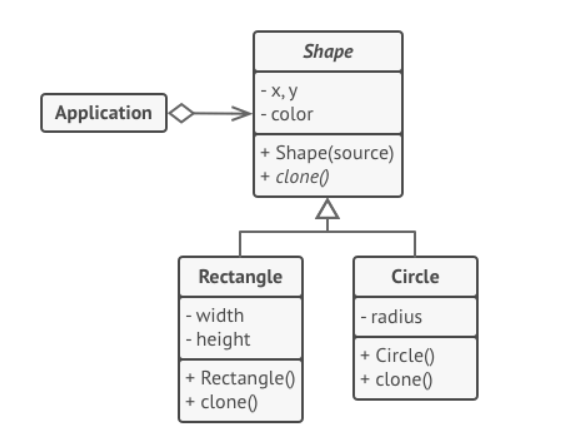 Shape
- x, y
- color
+ Shape(source)
+ clone()
Application
Rectangle
- width
- height
+ Rectangle()
+ clone()
Circle
- radius
+ Circle()
+ clone()